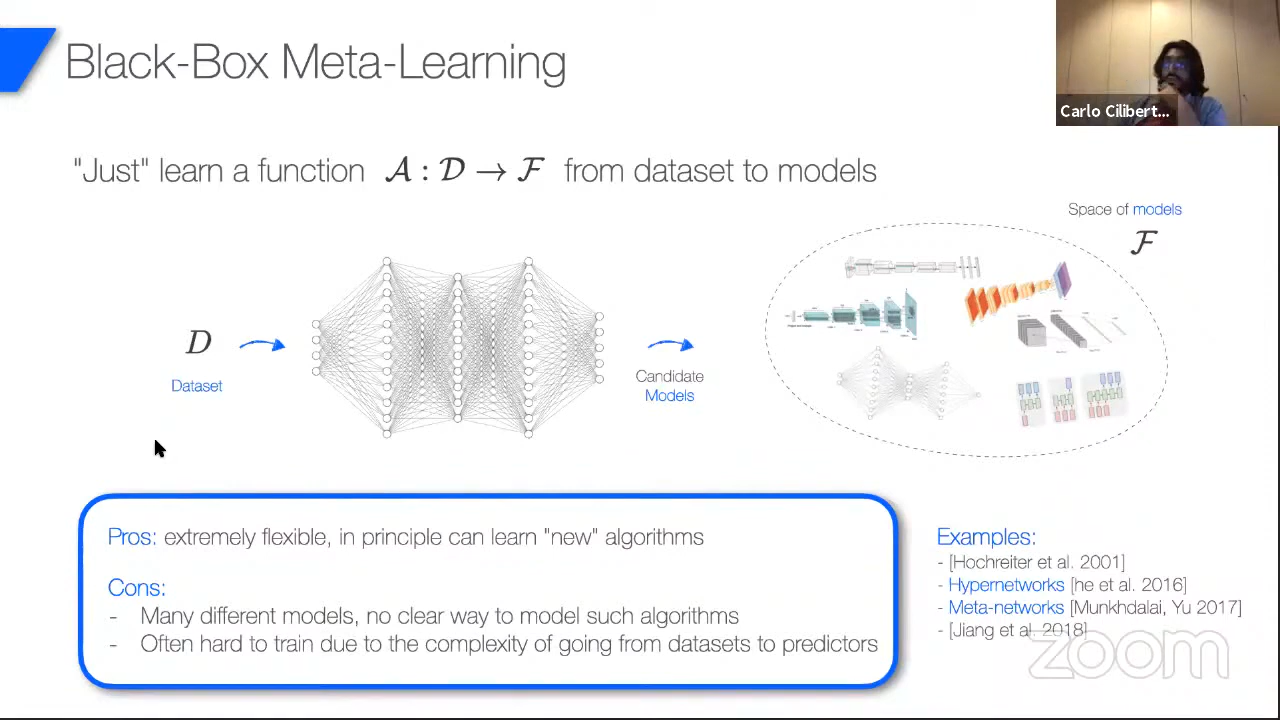 Black-Box Meta-Learning
Carlo Cilibert...
"Just" learn a function 𝒜 : 𝒟 → ℱ from dataset to models
Space of models
ℱ
D
Dataset
Candidate
Models
Pros: extremely flexible, in principle can learn "new" algorithms
Cons:
- Many different models, no clear way to model such algorithms
- Often hard to train due to the complexity of going from datasets to predictors
Examples:
- [Hochreiter et al. 2001]
- Hypernetworks [he et al. 2016]
- Meta-networks [Munkhdalai, Yu 2017]
- [Jiang et al. 2018]
zoom